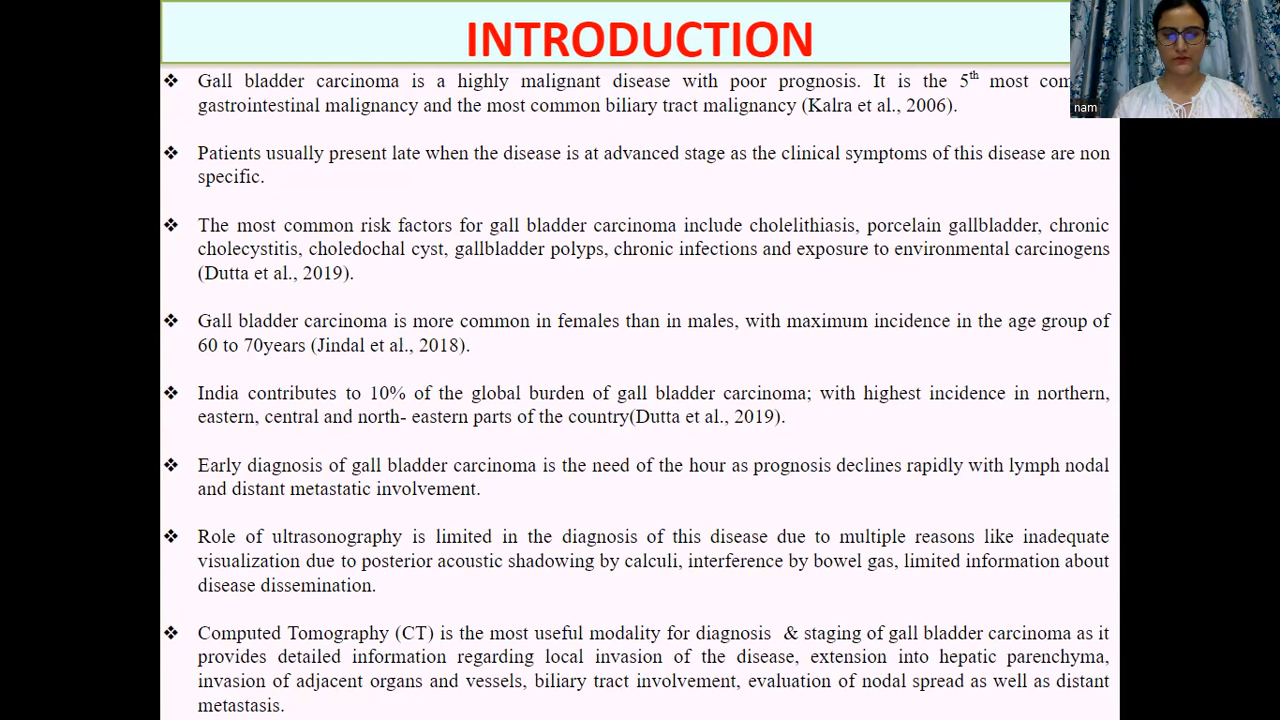 INTRODUCTION
❖ Gall bladder carcinoma is a highly malignant disease with poor prognosis. It is the 5th most
gastrointestinal malignancy and the most common biliary tract malignancy (Kalra et al., 2006).
nam
❖ Patients usually present late when the disease is at advanced stage as the clinical symptoms of this disease are non
specific.
❖ The most common risk factors for gall bladder carcinoma include cholelithiasis, porcelain gallbladder, chronic
cholecystitis, choledochal cyst, gallbladder polyps, chronic infections and exposure to environmental carcinogens
(Dutta et al., 2019).
❖ Gall bladder carcinoma is more common in females than in males, with maximum incidence in the age group of
60 to 70years (Jindal et al., 2018).
❖ India contributes to 10% of the global burden of gall bladder carcinoma; with highest incidence in northern,
eastern, central and north- eastern parts of the country(Dutta et al., 2019).
❖ Early diagnosis of gall bladder carcinoma is the need of the hour as prognosis declines rapidly with lymph nodal
and distant metastatic involvement.
❖ Role of ultrasonography is limited in the diagnosis of this disease due to multiple reasons like inadequate
visualization due to posterior acoustic shadowing by calculi, interference by bowel gas, limited information about
disease dissemination.
❖ Computed Tomography (CT) is the most useful modality for diagnosis & staging of gall bladder carcinoma as it
provides detailed information regarding local invasion of the disease, extension into hepatic parenchyma,
invasion of adjacent organs and vessels, biliary tract involvement, evaluation of nodal spread as well as distant
metastasis.